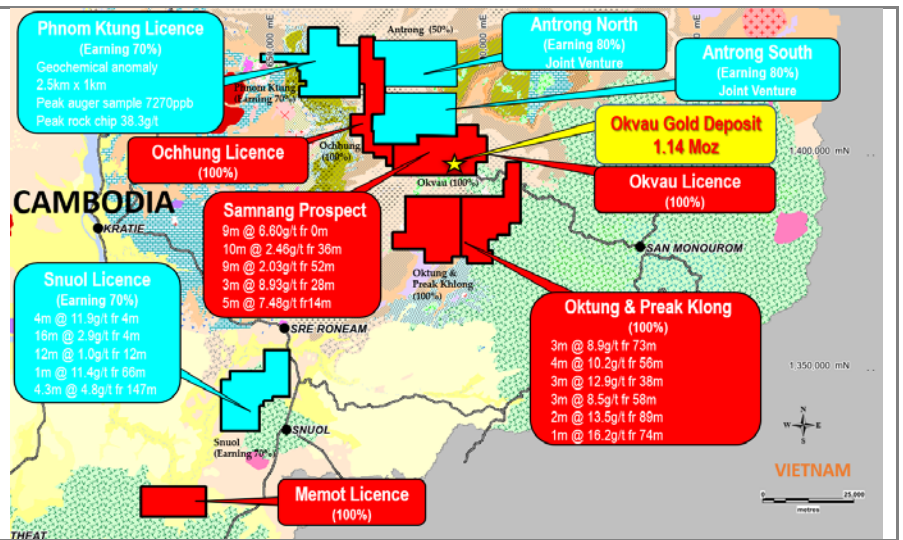 Phnom Ktung Licence
(Earning 70%)
Geochemical anomaly
2.5km x 1km
Peak auger sample 7270ppb
Peak rock chip 38.3g/t
mE
Antrong (50%)
mE
Antrong North
(Earning 80%)
Joint Venture
Antrong South
(Earning 80%)
Joint Venture
Phnom Ktung
(Earning 70%)
Okvau Gold Deposit
1.14 Moz
Ochhung Licence
(100%)
Ochhung
(100%)
1,400,000 mN
Okvau (100%)
Okvau Licence
(100%)
CAMBODIA
KRATIE
Samnang Prospect
9m @ 6.60g/t fr 0m
10m @ 2.46g/t fr 36m
9m @ 2.03g/t fr 52m
3m @ 8.93g/t fr 28m
5m @ 7.48g/t fr14m
SAN MONOUROM
Oktung &
Preak Khlong
(100%)
Snuol Licence
(Earning 70%)
4m @ 11.9g/t fr 4m
16m @ 2.9g/t fr 4m
12m @ 1.0g/t fr 12m
1m @ 11.4g/t fr 66m
4.3m @ 4.8g/t fr 147m
Oktung & Preak Klong
(100%)
3m @ 8.9g/t fr 73m
4m @ 10.2g/t fr 56m
3m @ 12.9g/t fr 38m
3m @ 8.5g/t fr 58m
2m @ 13.5g/t fr 89m
1m @ 16.2g/t fr 74m
SRE RONEAM
1,350,000 mN
Snuol
(Earning 70%)
SNUOL
N
W
E
S
VIETNAM
Memot Licence
(100%)
0
25,000
metres
THEAT